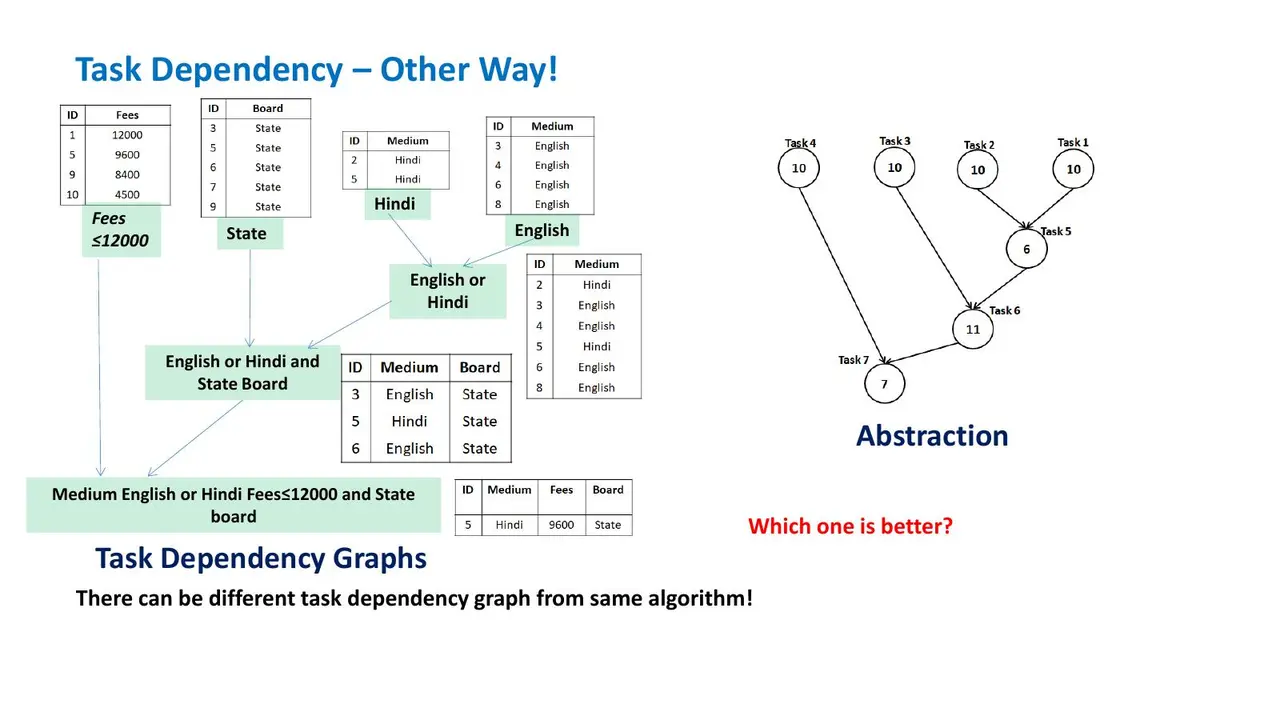 Task Dependency – Other Way!
ID Fees
1 12000
5 9600
9 8400
10 4500
Fees
≤12000
ID Board
3 State
5 State
6 State
7 State
9 State
State
ID Medium
2 Hindi
5 Hindi
Hindi
ID Medium
3 English
4 English
6 English
8 English
English
English or
Hindi
ID Medium
2 Hindi
3 English
4 English
5 Hindi
6 English
8 English
English or Hindi and
State Board
ID Medium Board
3 English State
5 Hindi State
6 English State
Medium English or Hindi Fees≤12000 and State
board
ID Medium Fees Board
5 Hindi 9600 State
Task Dependency Graphs
There can be different task dependency graph from same algorithm!
Task 4
10
Task 3
10
Task 2
10
Task 1
10
Task 5
6
Task 6
11
Task 7
7
Abstraction
Which one is better?